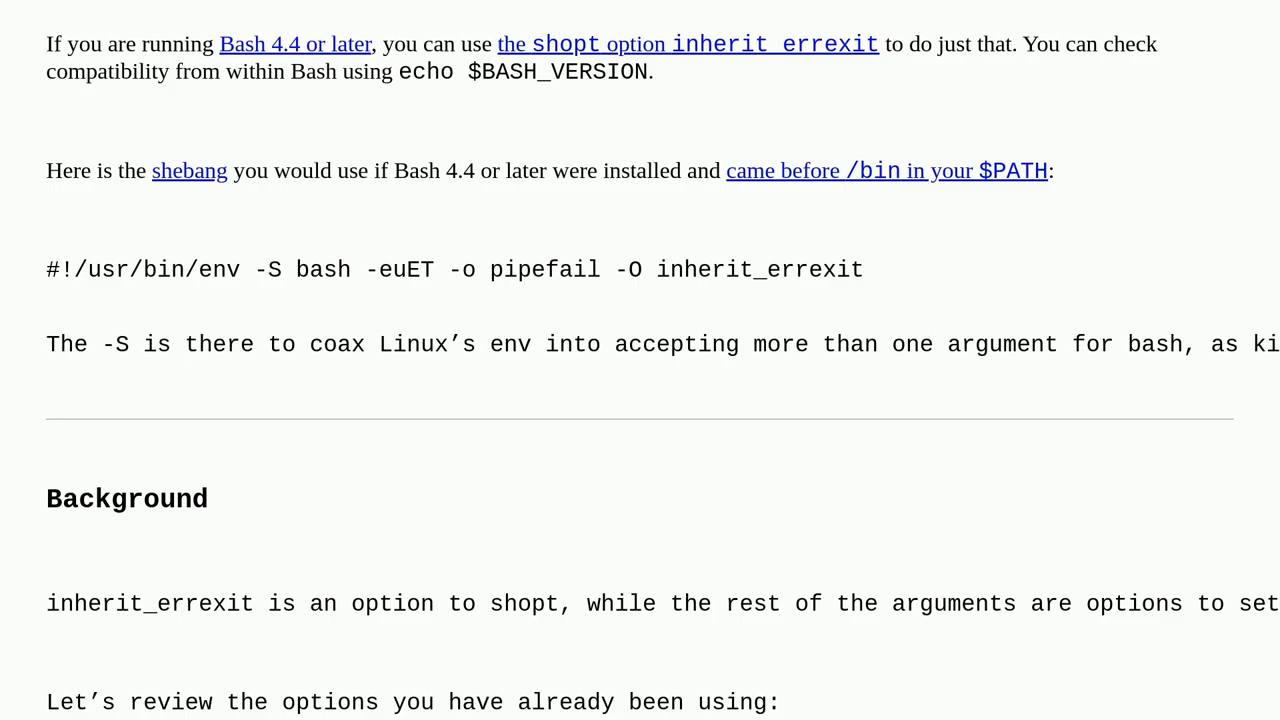 If you are running Bash 4.4 or later, you can use the shopt option inherit_errexit to do just that. You can check
compatibility from within Bash using echo $BASH_VERSION.
Here is the shebang you would use if Bash 4.4 or later were installed and came before /bin in your $PATH:
#!/usr/bin/env -S bash -euET -o pipefail -O inherit_errexit
The -S is there to coax Linux’s env into accepting more than one argument for bash, as
Background
inherit_errexit is an option to shopt, while the rest of the arguments are options to set
Let’s review the options you have already been using: